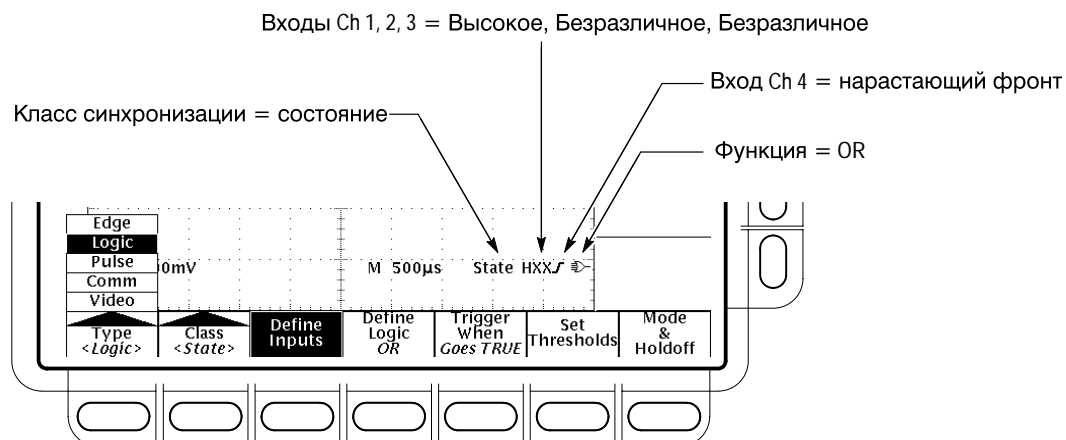 Входы Ch 1, 2, 3 = Высокое, Безразличное, Безразличное
Вход Ch 4 = нарастающий фронт
Класс синхронизации = состояние
Функция = OR
Edge
Logic
Pulse
Comm
Video
0mV
M 500µs
State HXX
Type
<Logic>
Class
<State>
Define
Inputs
Define
Logic
OR
Trigger
When
Goes TRUE
Set
Thresholds
Mode
&
Holdoff